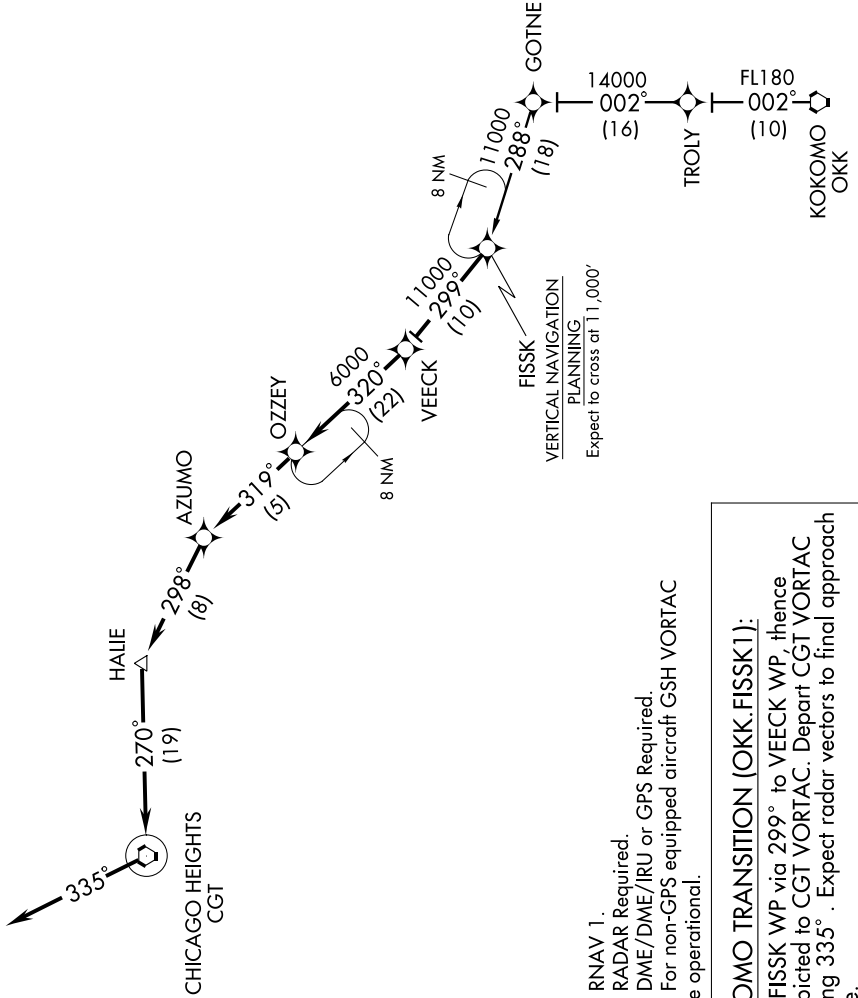 GOTNE
14000
002°
(16)
TROLY
FL180
002°
(10)
KOKOMO
OKK
11000
288°
(18)
8 NM
FISSK
VERTICAL NAVIGATION
PLANNING
Expect to cross at 11,000'
11000
299°
(10)
VEECK
6000
320°
(22)
8 NM
OZZEY
319°
(5)
AZUMO
298°
(8)
HALIE
270°
(19)
CHICAGO HEIGHTS
CGT
335°
RNAV 1.
RADAR Required.
DME/DME/IRU or GPS Required.
For non-GPS equipped aircraft GSH VORTAC
e operational.
OMO TRANSITION (OKK.FISSK1):
FISSK WP via 299° to VEECK WP, thence
picted to CGT VORTAC. Depart CGT VORTAC
ng 335°. Expect radar vectors to final approach
e.